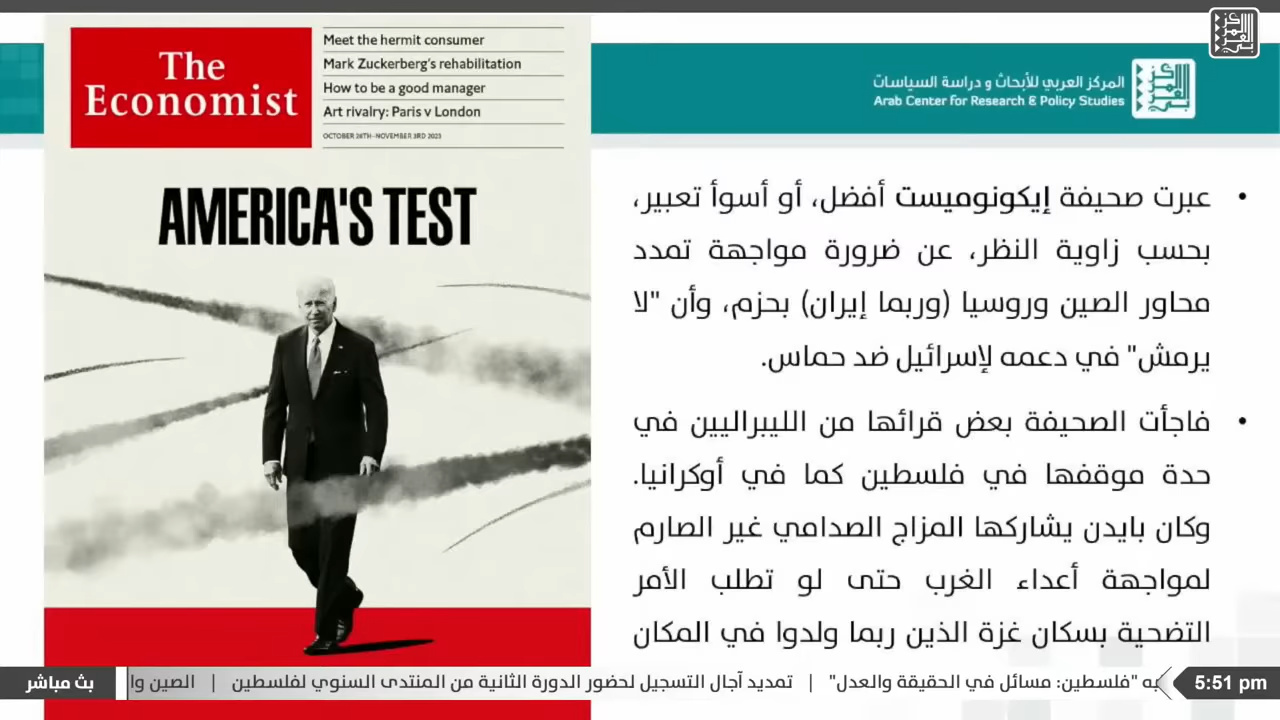 The
Economist
Meet the hermit consumer
Mark Zuckerberg's rehabilitation
How to be a good manager
Art rivalry: Paris v London
OCTOBER 28TH–NOVEMBER 3RD 2023
AMERICA'S TEST
المركز العربي للأبحاث و دراسة السياسات
Arab Center for Research & Policy Studies
• عبرت صحيفة إيكونوميست أفضل، أو أسوأ تعبير،
بحسب زاوية النظر، عن ضرورة مواجهة تمدد
محاور الصين وروسيا (وربما إيران) بحزم، وأن "لا
يرمش" في دعمه لإسرائيل ضد حماس.
• فاجأت الصحيفة بعض قرائها من الليبراليين في
حدة موقفها في فلسطين كما في أوكرانيا.
وكان بايدن يشاركها المزاج الصدامي غير الصارم
لمواجهة أعداء الغرب حتى لو تطلب الأمر
التضحية بسكان غزة الذين ربما ولدوا في المكان
بث مباشر
به "فلسطين: مسائل في الحقيقة والعدل" | تمديد آجال التسجيل لحضور الدورة الثانية من المنتدى السنوي لفلسطين | الصين وا
5:51 pm